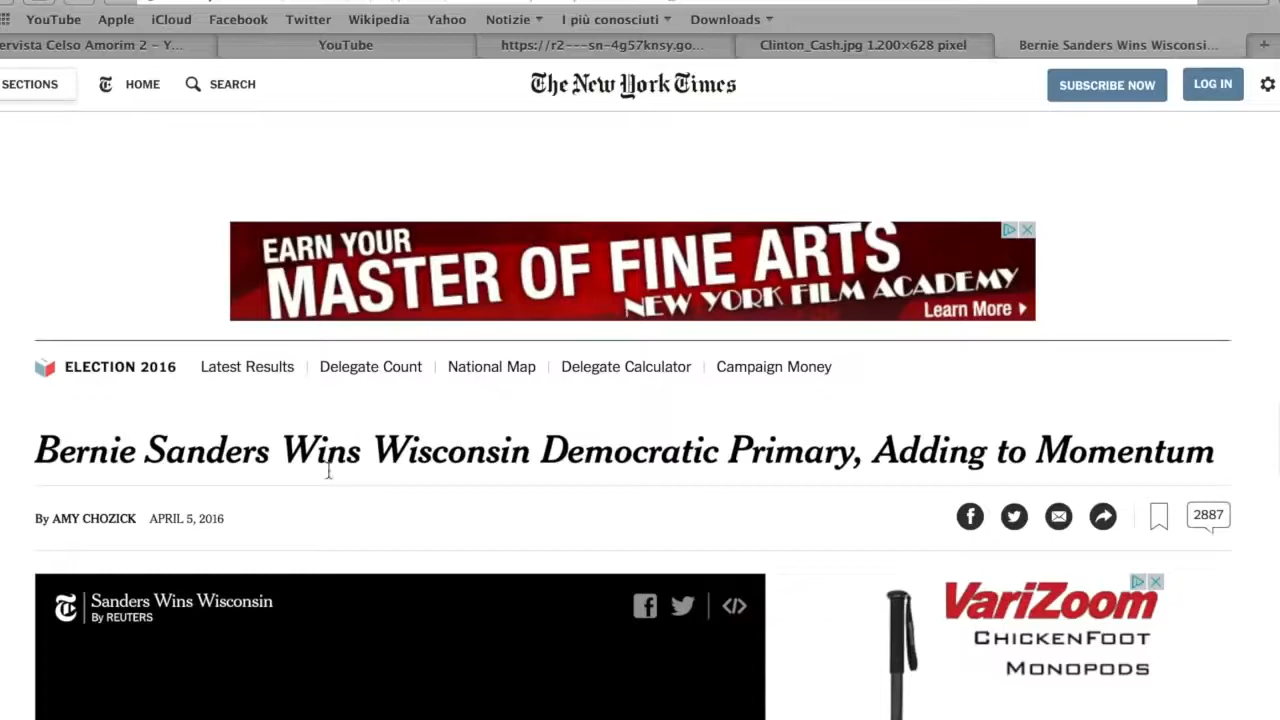 YouTube Apple iCloud Facebook Twitter Wikipedia Yahoo Notizie I più conosciuti Downloads
ervista Celso Amorim 2 – Y... YouTube https://r2---sn-4g57knsy.go... Clinton_Cash.jpg 1.200×628 pixel Bernie Sanders Wins Wisconsi... +
SECTIONS HOME SEARCH The New York Times SUBSCRIBE NOW LOG IN
EARN YOUR
MASTER OF FINE ARTS
NEW YORK FILM ACADEMY
Learn More
ELECTION 2016 Latest Results Delegate Count National Map Delegate Calculator Campaign Money
Bernie Sanders Wins Wisconsin Democratic Primary, Adding to Momentum
By AMY CHOZICK APRIL 5, 2016 2887
Sanders Wins Wisconsin
By REUTERS
VariZoom
CHICKENFOOT
MONOPODS